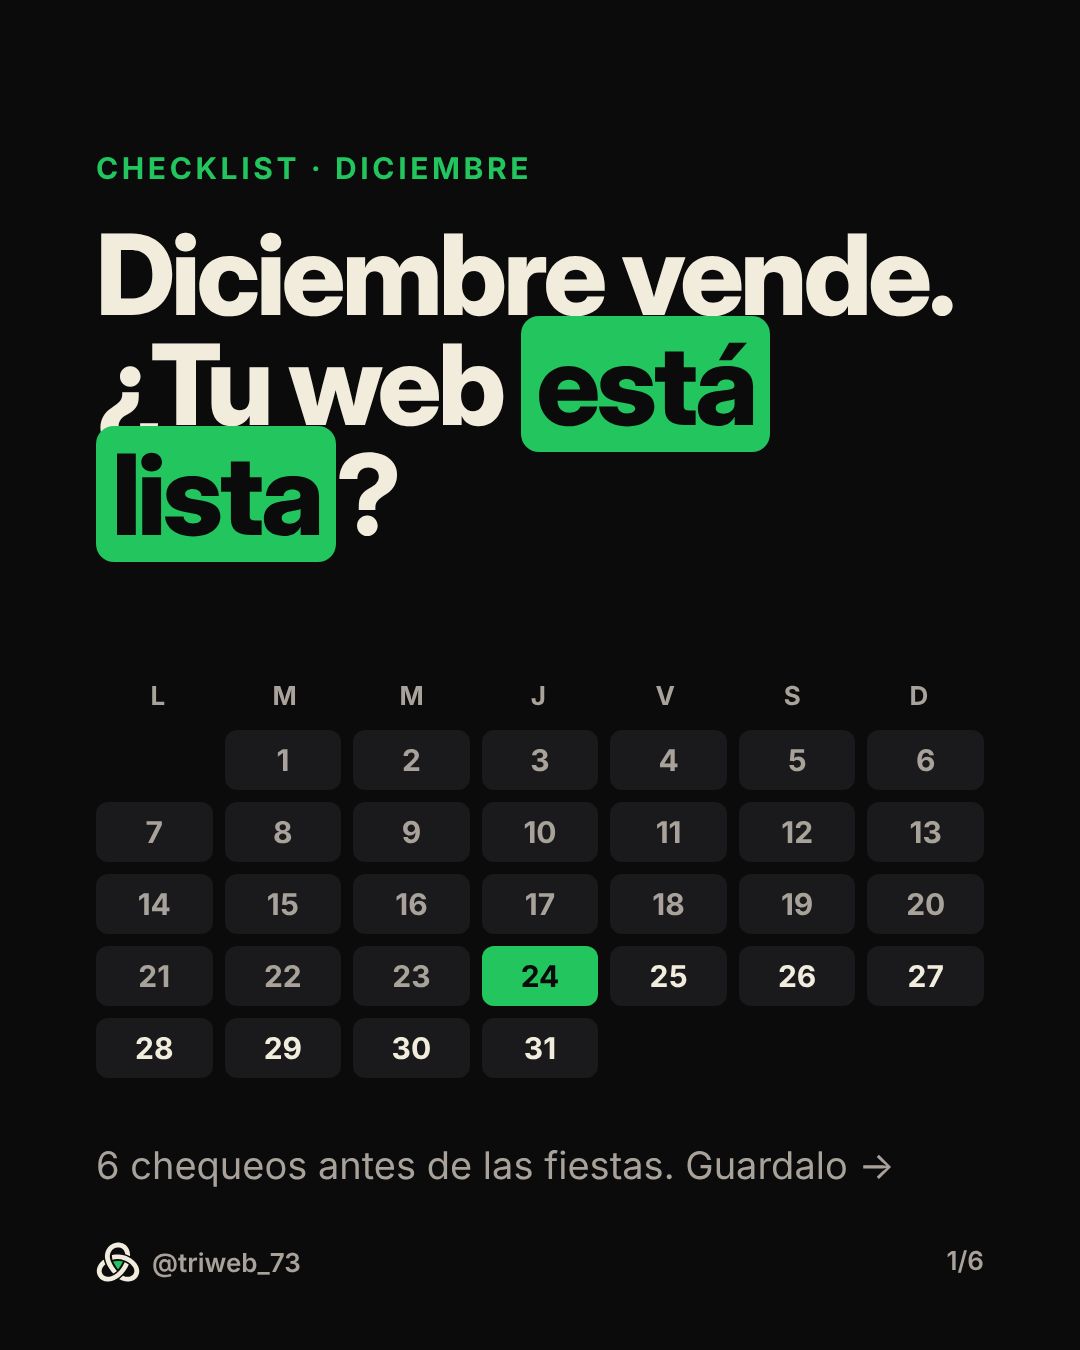 CHECKLIST · DICIEMBRE
Diciembre vende.
¿Tu web está
lista?
L M M J V S D
1 2 3 4 5 6
7 8 9 10 11 12 13
14 15 16 17 18 19 20
21 22 23 24 25 26 27
28 29 30 31
6 chequeos antes de las fiestas. Guardalo →
@triweb_73 1/6